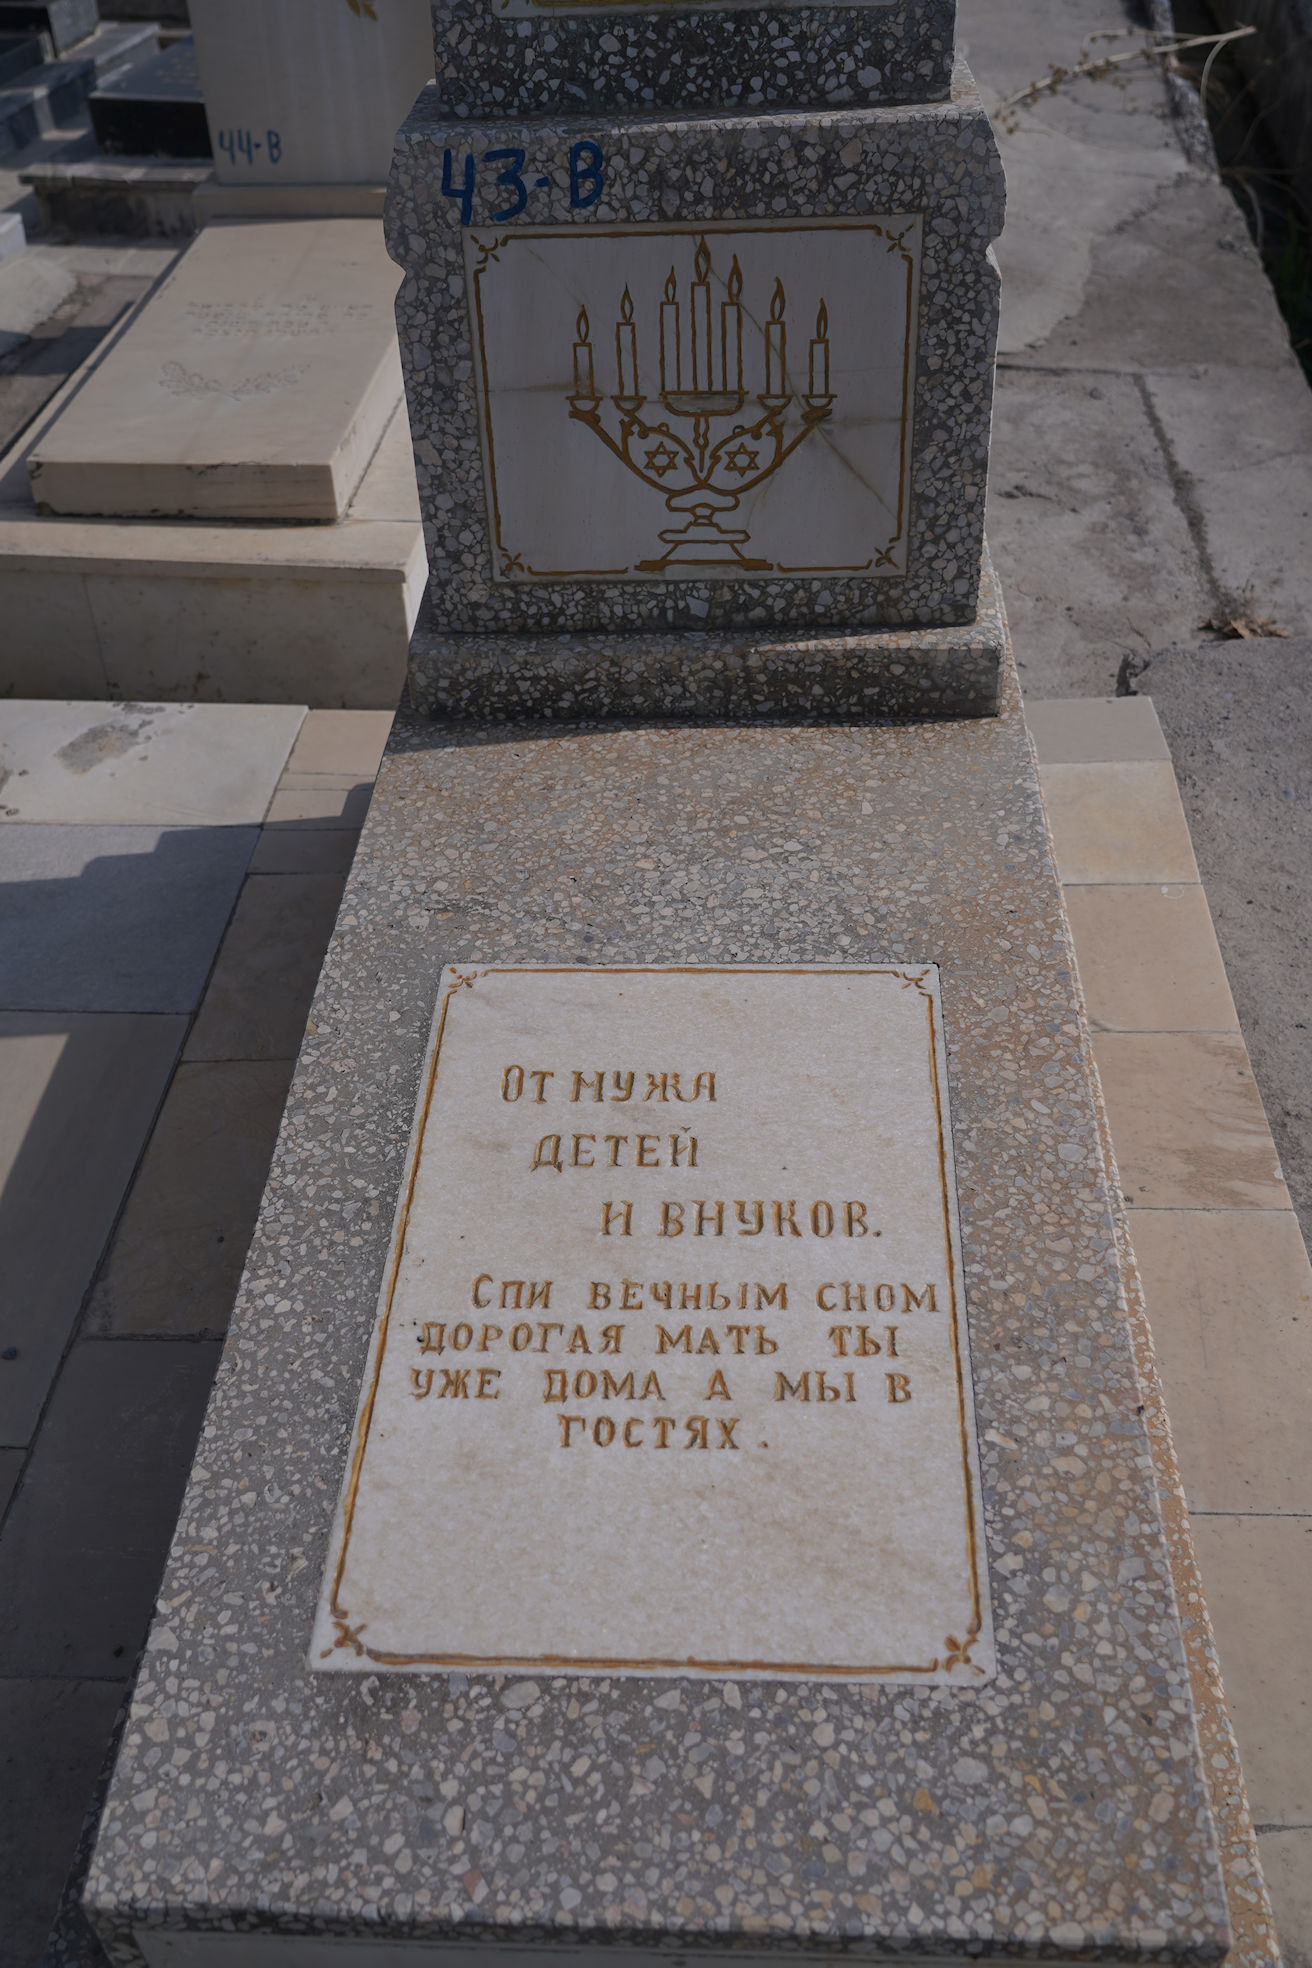 44-B
43-B
ОТ МУЖА
ДЕТЕЙ
И ВНУКОВ.
СПИ ВЕЧНЫМ СНОМ
ДОРОГАЯ МАТЬ ТЫ
УЖЕ ДОМА А МЫ В
ГОСТЯХ.